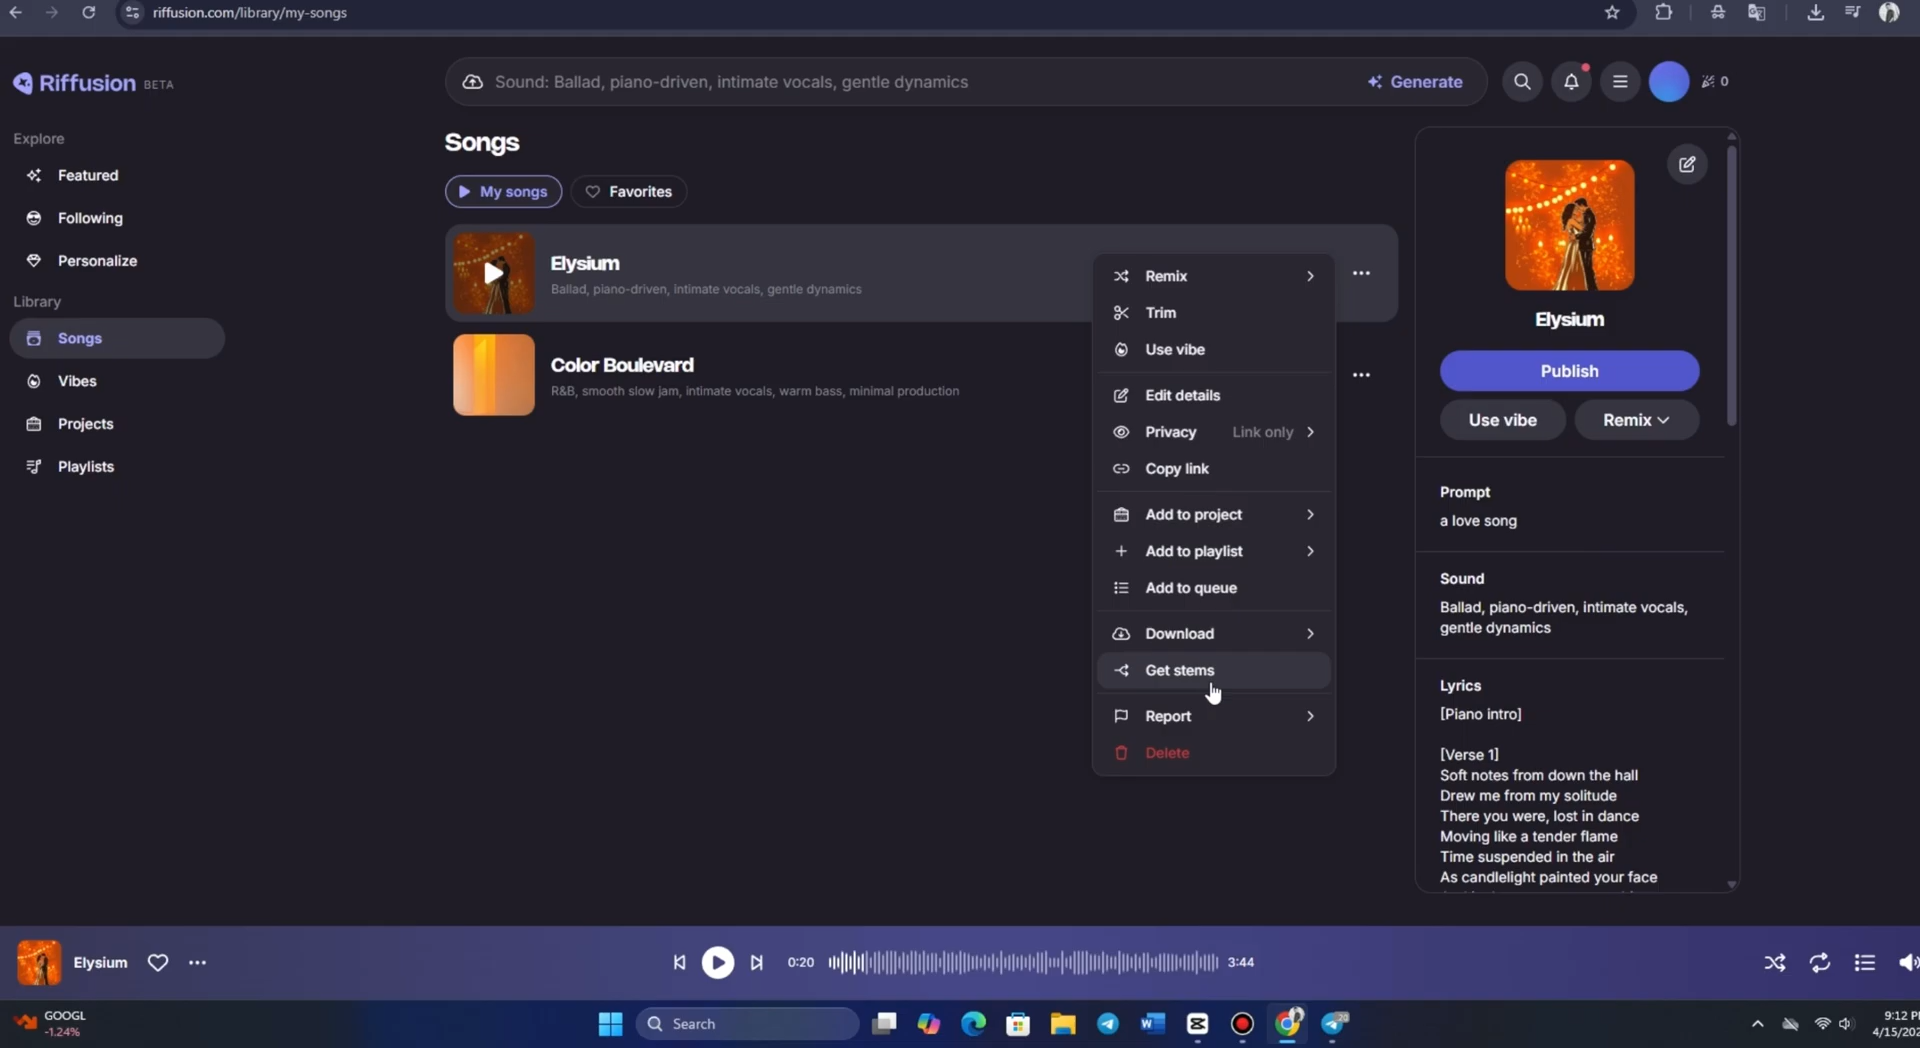 riffusion.com/library/my-songs
Riffusion BETA
Sound: Ballad, piano-driven, intimate vocals, gentle dynamics
Generate
0
Explore
Featured
Following
Personalize
Library
Songs
Vibes
Projects
Playlists
Songs
My songs
Favorites
Elysium
Ballad, piano-driven, intimate vocals, gentle dynamics
Color Boulevard
R&B, smooth slow jam, intimate vocals, warm bass, minimal production
Remix
Trim
Use vibe
Edit details
Privacy Link only
Copy link
Add to project
Add to playlist
Add to queue
Download
Get stems
Report
Delete
Elysium
Publish
Use vibe
Remix
Prompt
a love song
Sound
Ballad, piano-driven, intimate vocals,
gentle dynamics
Lyrics
[Piano intro]
[Verse 1]
Soft notes from down the hall
Drew me from my solitude
There you were, lost in dance
Moving like a tender flame
Time suspended in the air
As candlelight painted your face
Elysium
0:20
3:44
GOOGL
-1.24%
Search
9:12 P
4/15/202